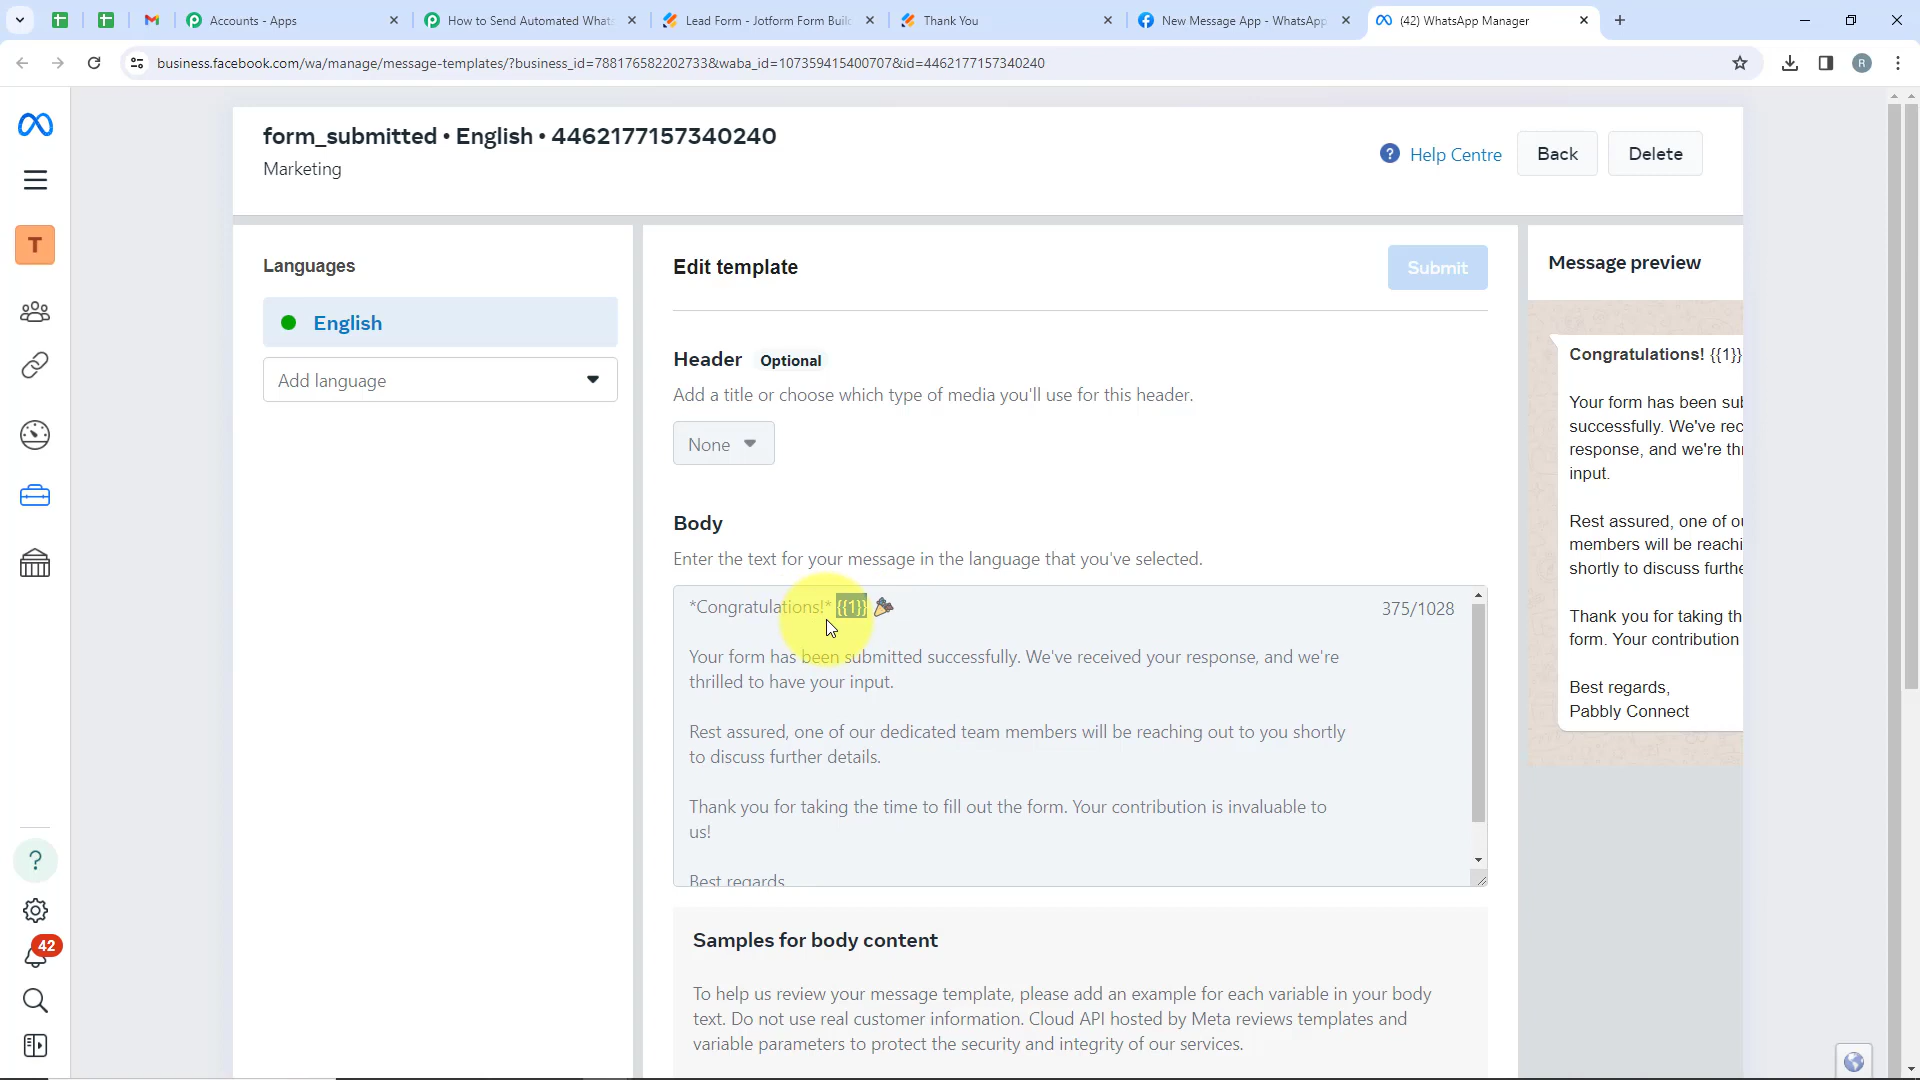 Accounts - Apps
How to Send Automated What
Lead Form - Jotform Form Buil
Thank You
New Message App - WhatsApp
(42) WhatsApp Manager
business.facebook.com/wa/manage/message-templates/?business_id=788176582202733&waba_id=107359415400707&id=4462177157340240
R
form_submitted • English • 4462177157340240
Marketing
? Help Centre
Back
Delete
T
Languages
English
Add language
Edit template
Submit
Header Optional
Add a title or choose which type of media you'll use for this header.
None
Body
Enter the text for your message in the language that you've selected.
*Congratulations!* {{1}}
375/1028
Your form has been submitted successfully. We've received your response, and we're
thrilled to have your input.
Rest assured, one of our dedicated team members will be reaching out to you shortly
to discuss further details.
Thank you for taking the time to fill out the form. Your contribution is invaluable to
us!
Best regards
Samples for body content
To help us review your message template, please add an example for each variable in your body
text. Do not use real customer information. Cloud API hosted by Meta reviews templates and
variable parameters to protect the security and integrity of our services.
Message preview
Congratulations! {{1}}
Your form has been sub
successfully. We've rec
response, and we're thr
input.
Rest assured, one of ou
members will be reachi
shortly to discuss furthe
Thank you for taking th
form. Your contribution
Best regards,
Pabbly Connect
?
42